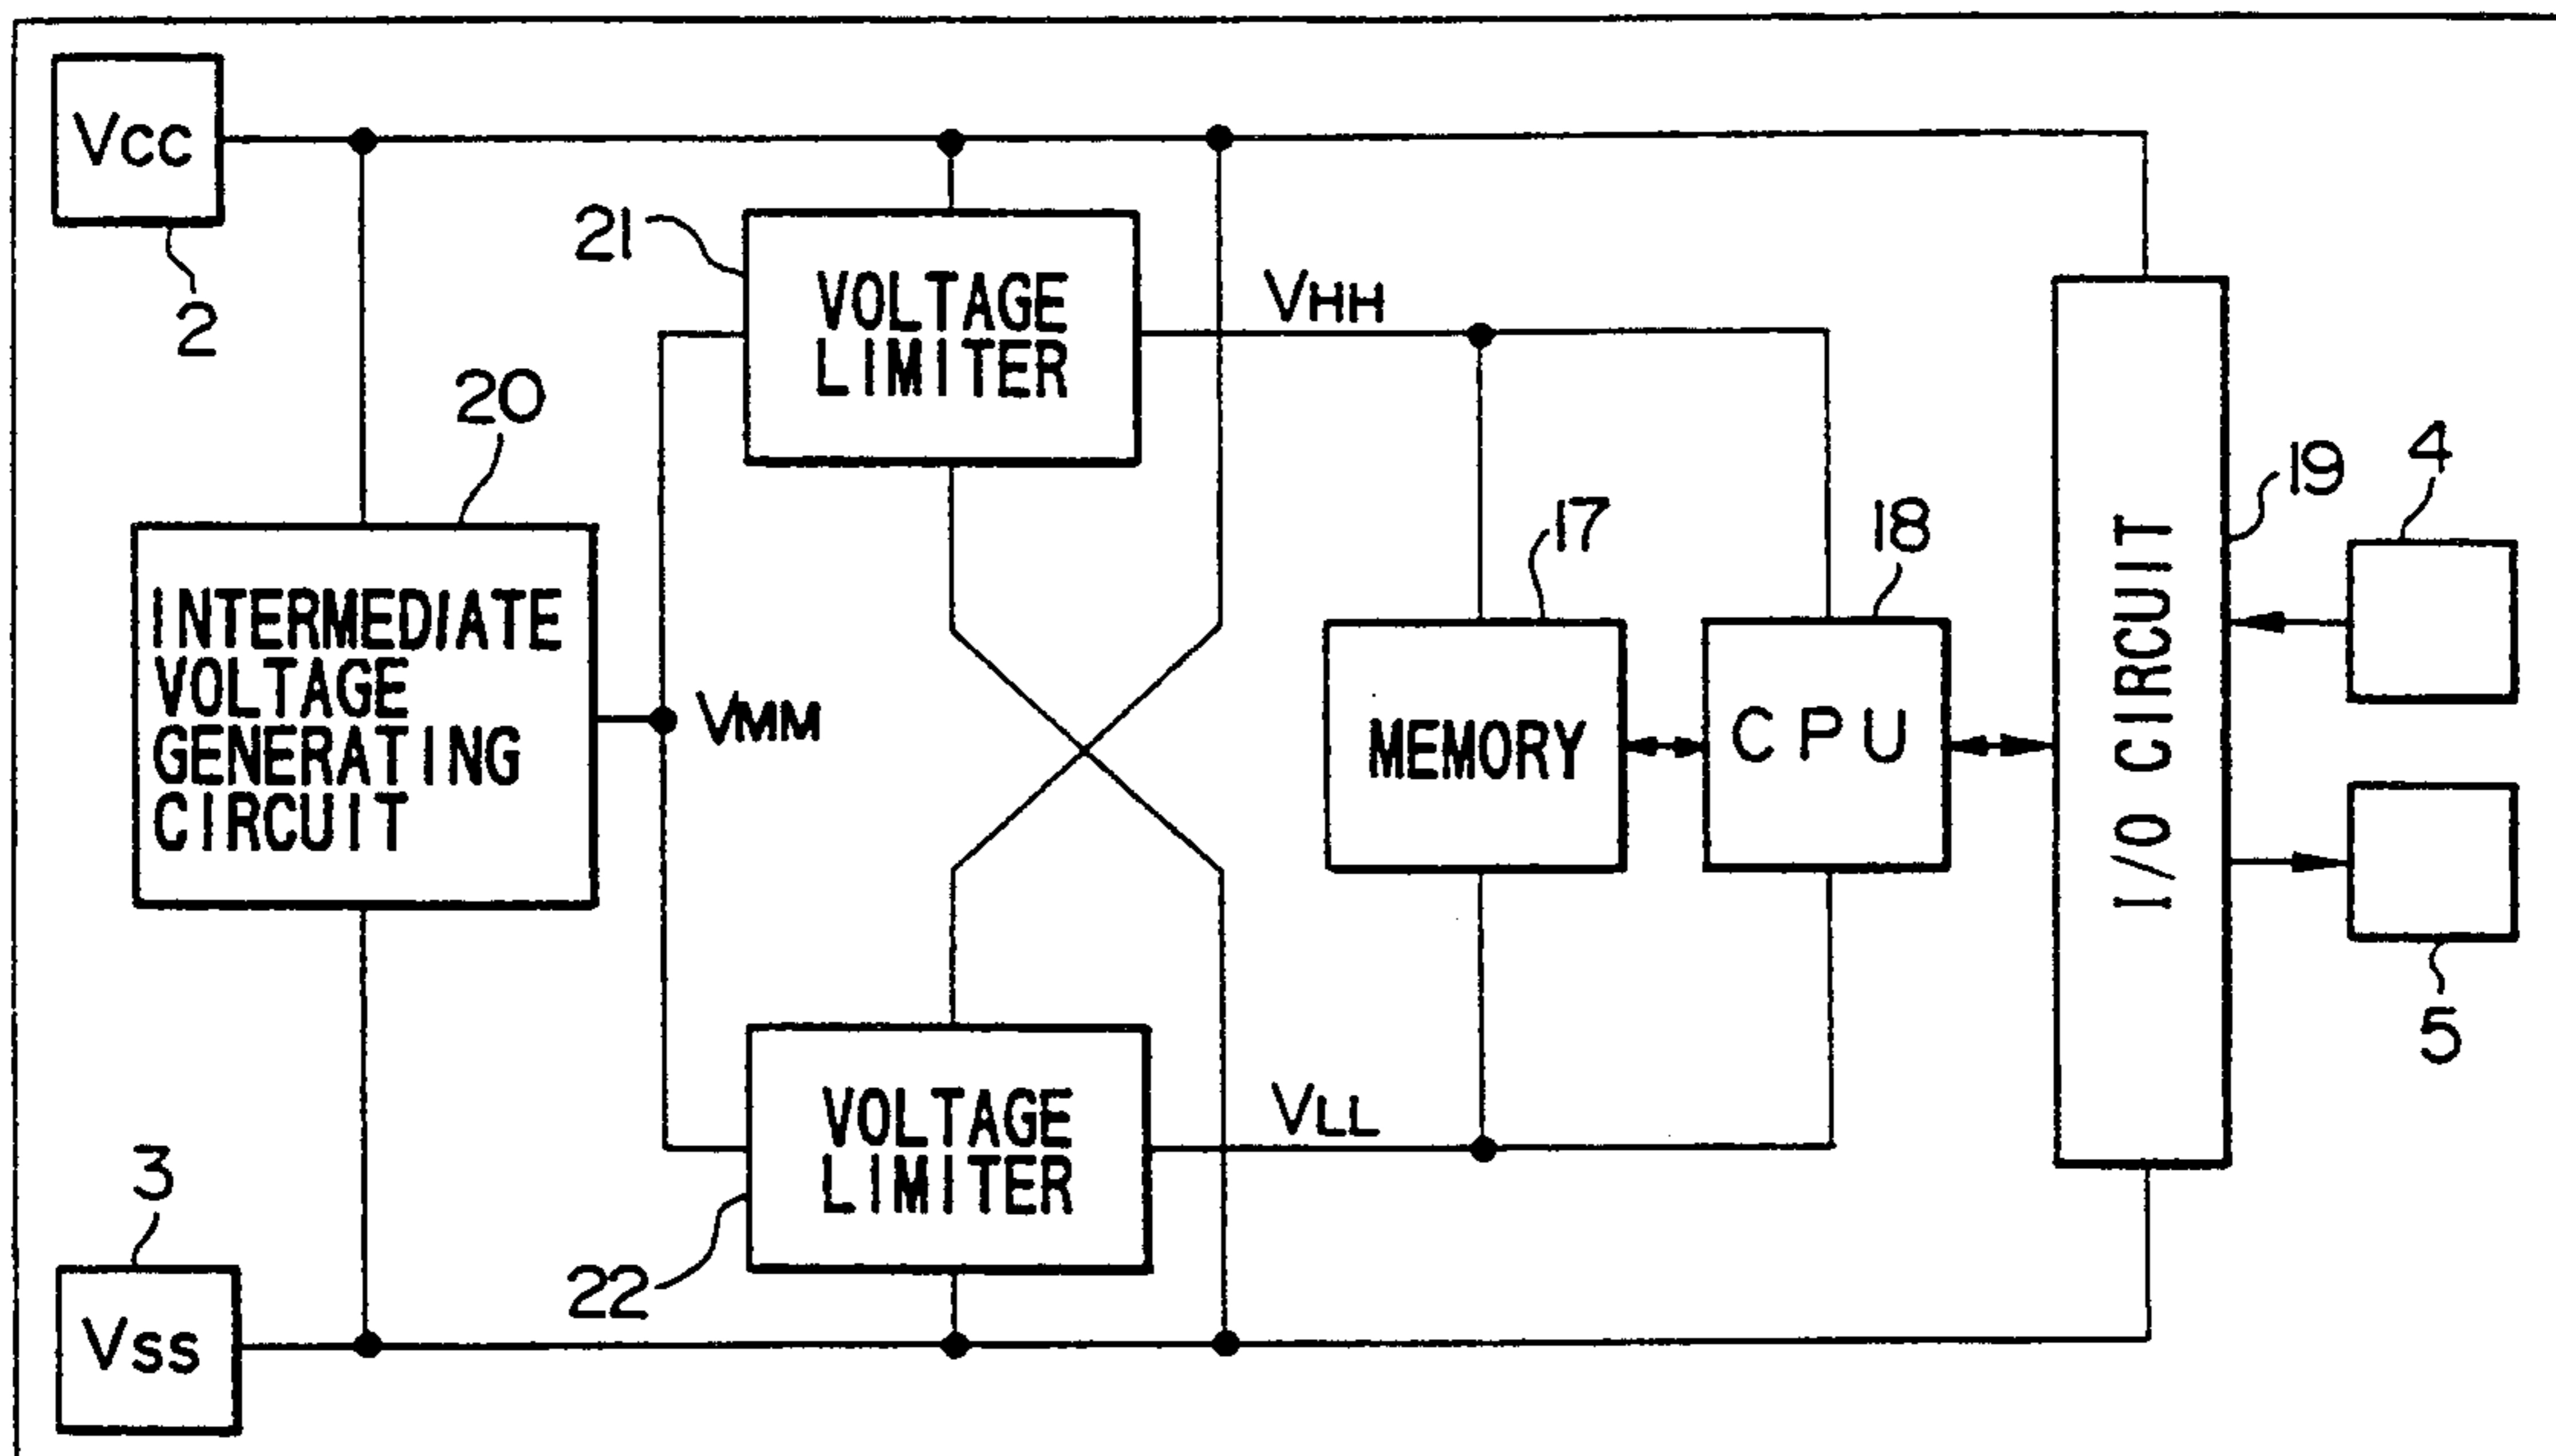 Vcc
2
21
VOLTAGE
LIMITER
VHH
20
INTERMEDIATE
VOLTAGE
GENERATING
CIRCUIT
VMM
17
MEMORY
18
CPU
I/O CIRCUIT
19
4
5
VOLTAGE
LIMITER
22
VLL
3
Vss